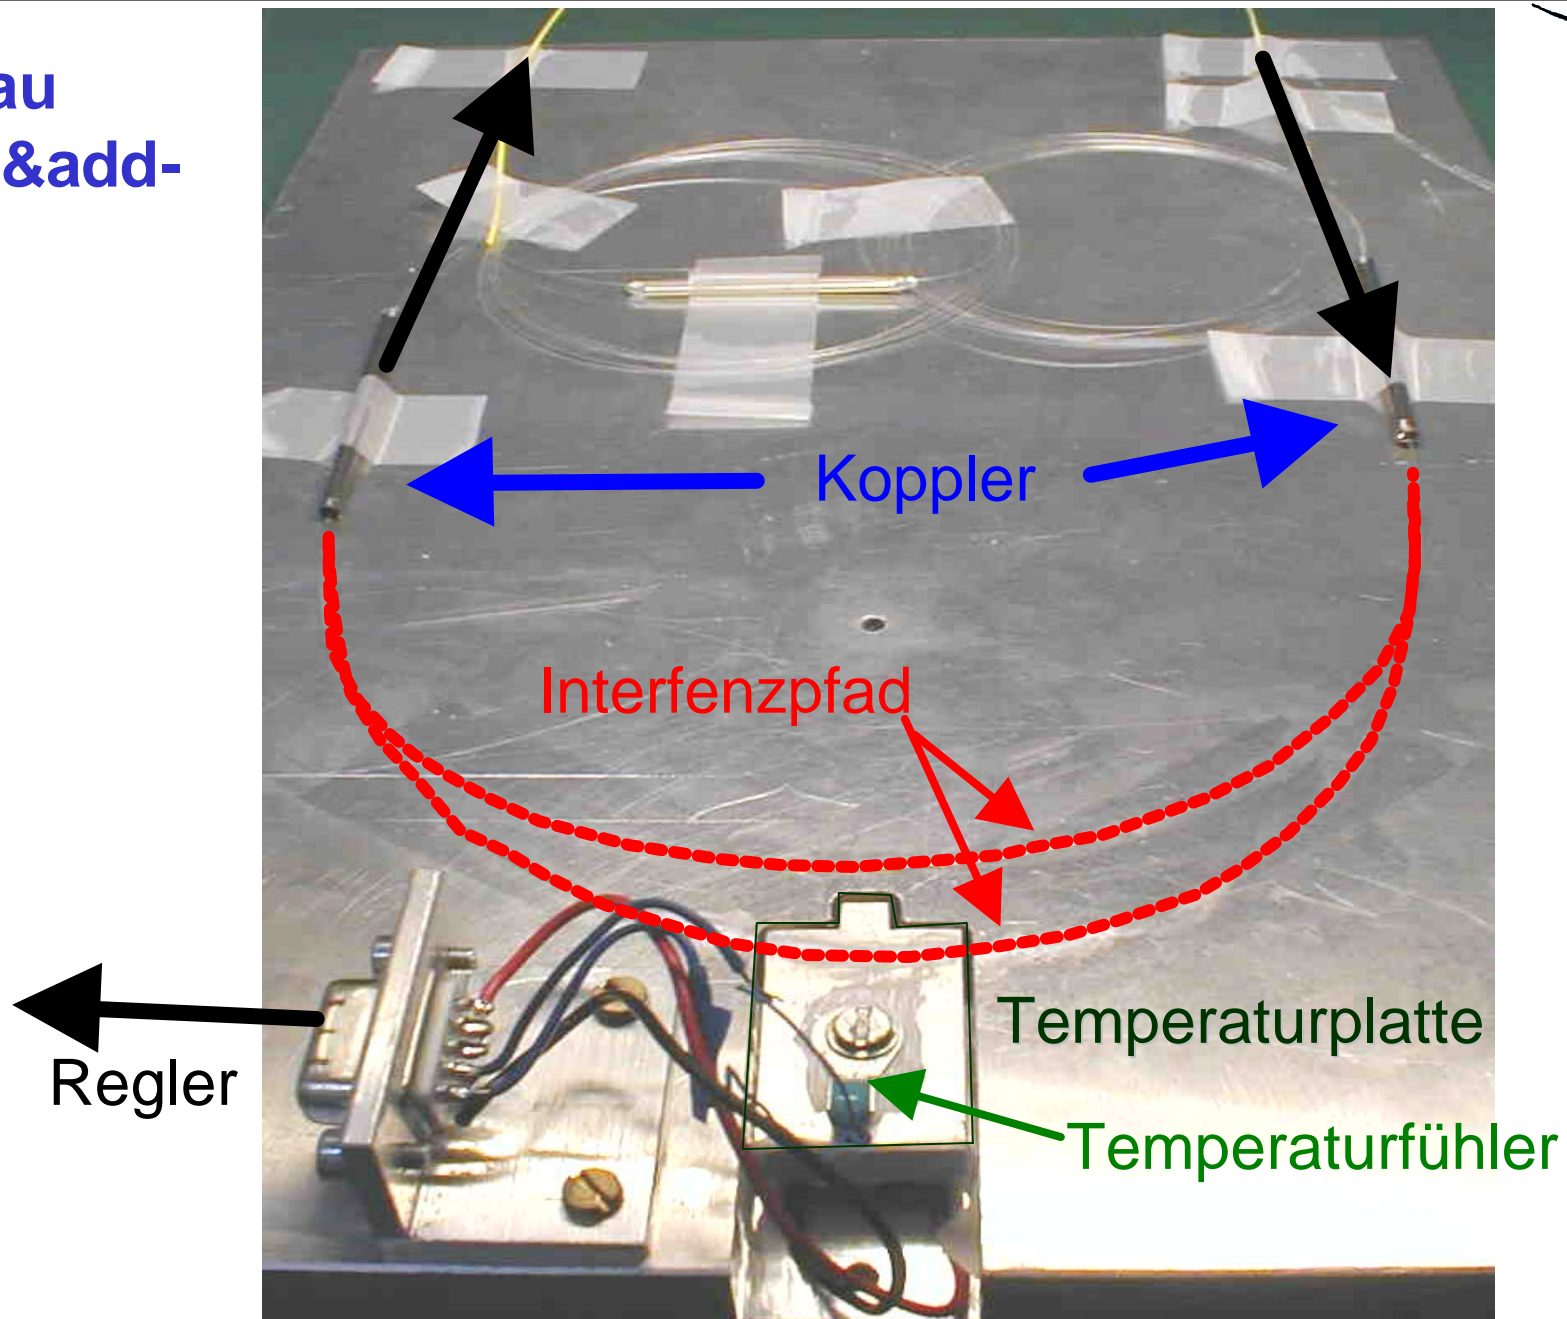 au
&add-
Koppler
Interfenzpfad
Temperaturplatte
Regler
Temperaturfühler